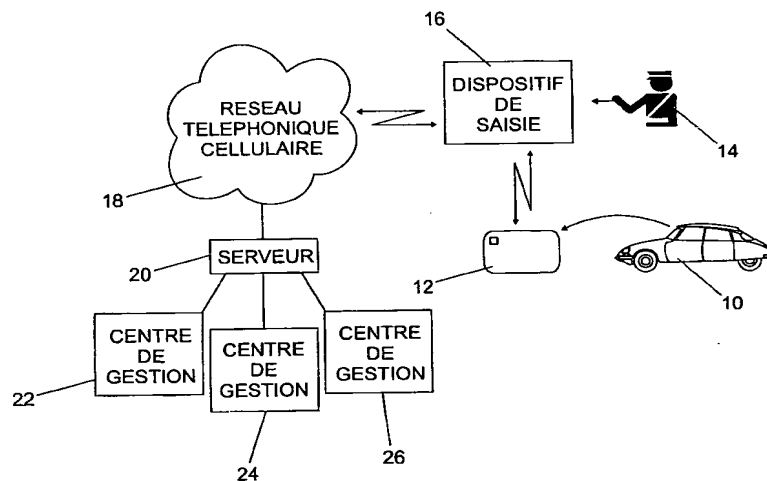 16
DISPOSITIF
DE
SAISIE
14
RESEAU
TELEPHONIQUE
CELLULAIRE
18
20
SERVEUR
12
10
CENTRE
DE
GESTION
22
CENTRE
DE
GESTION
24
CENTRE
DE
GESTION
26